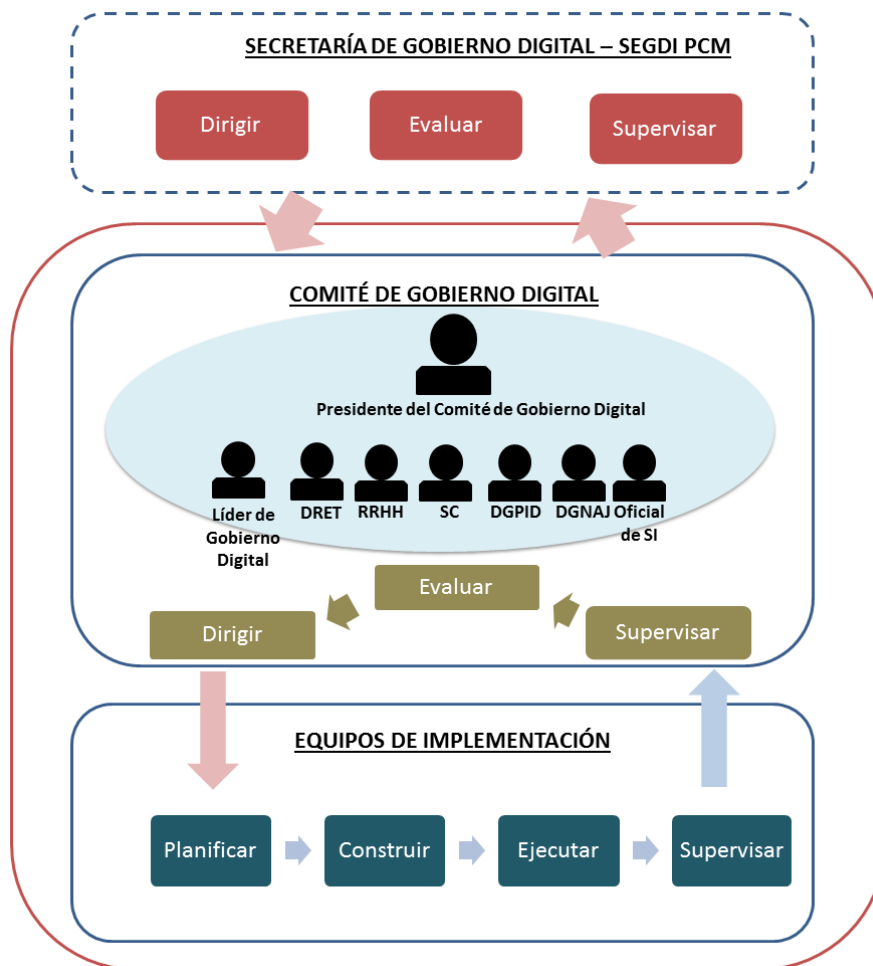 SECRETARÍA DE GOBIERNO DIGITAL – SEGDI PCM
Dirigir
Evaluar
Supervisar
COMITÉ DE GOBIERNO DIGITAL
Presidente del Comité de Gobierno Digital
Líder de
Gobierno
Digital
DRET
RRHH
SC
DGPID
DGNAJ
Oficial
de SI
Evaluar
Dirigir
Supervisar
EQUIPOS DE IMPLEMENTACIÓN
Planificar
Construir
Ejecutar
Supervisar